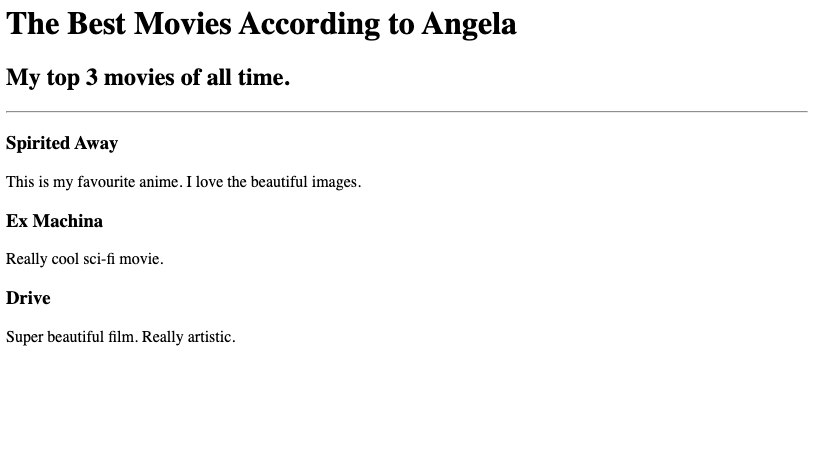 The Best Movies According to Angela
My top 3 movies of all time.
Spirited Away
This is my favourite anime. I love the beautiful images.
Ex Machina
Really cool sci-fi movie.
Drive
Super beautiful film. Really artistic.